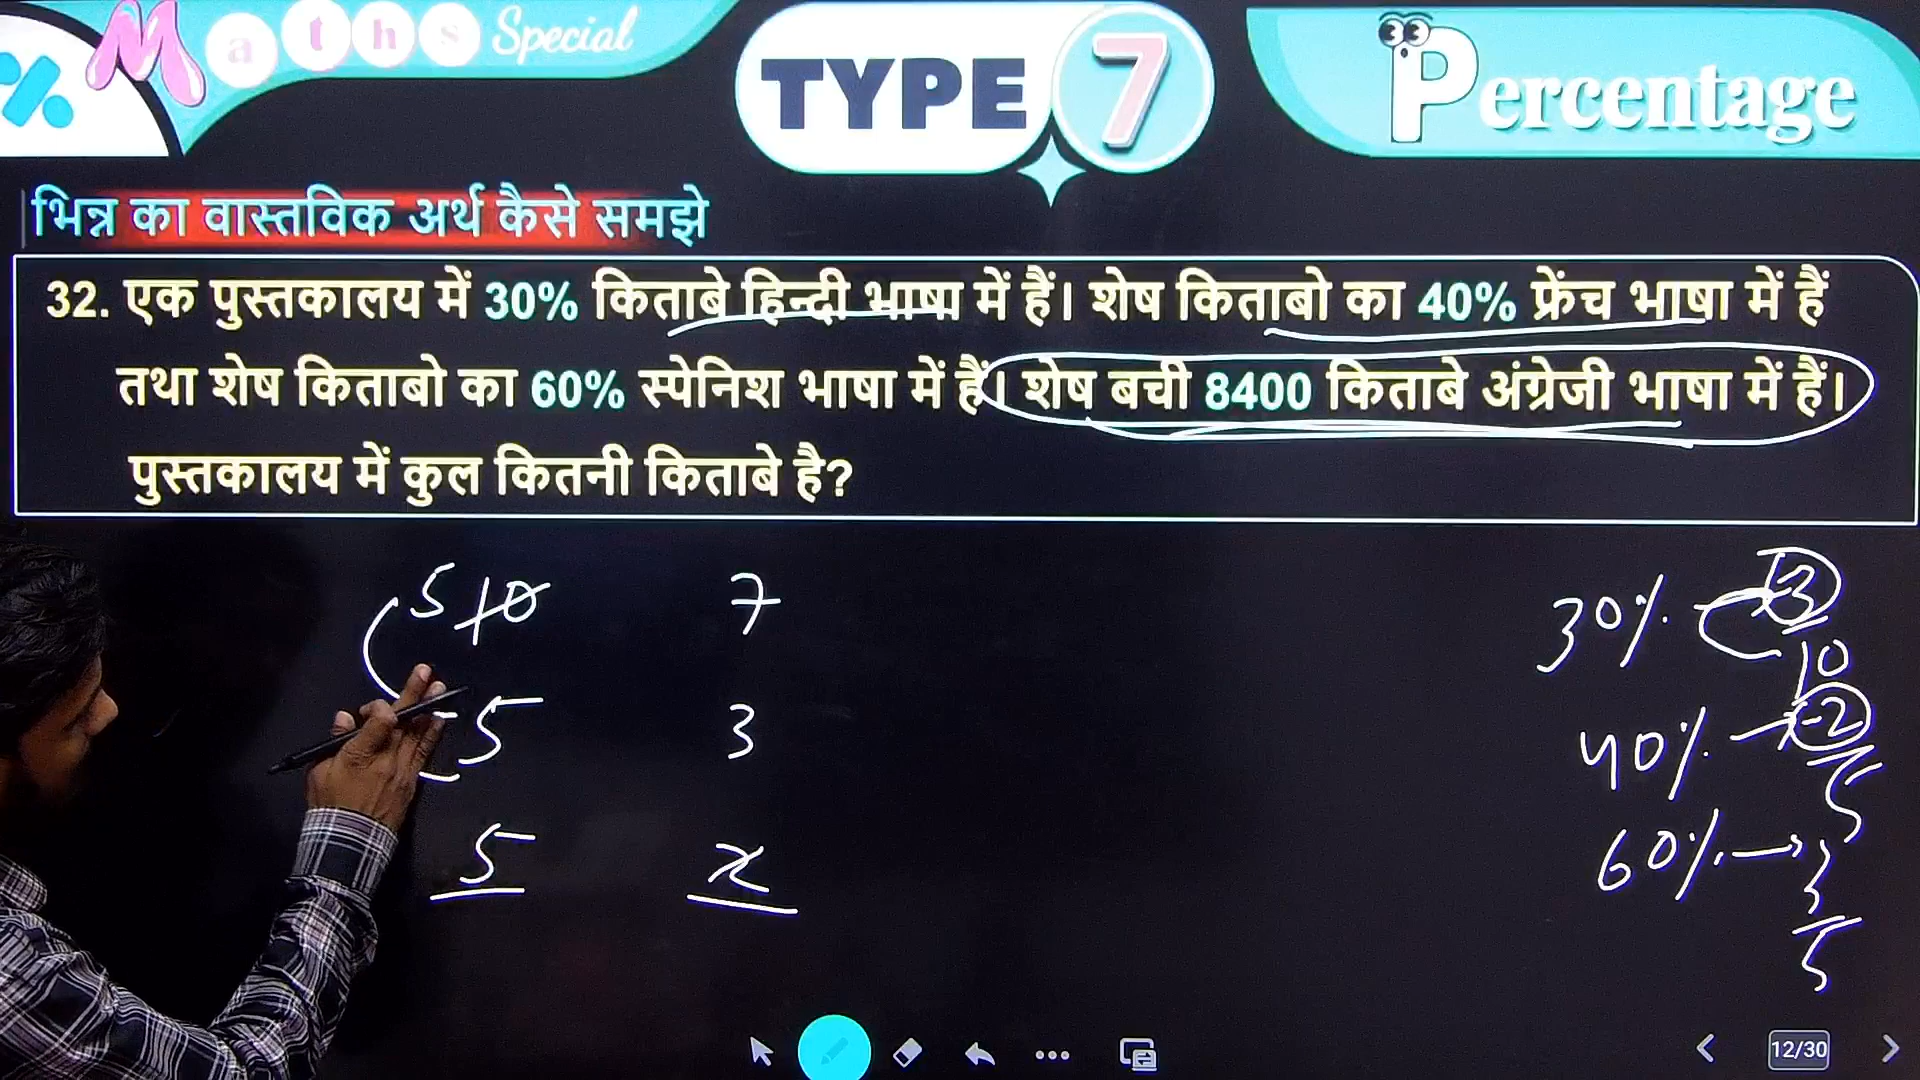 % Maths Special
TYPE 7
Percentage
भिन्न का वास्तविक अर्थ कैसे समझे
32. एक पुस्तकालय में 30% किताबे हिन्दी भाषा में हैं। शेष किताबो का 40% फ्रेंच भाषा में हैं
तथा शेष किताबो का 60% स्पेनिश भाषा में हैं। शेष बची 8400 किताबे अंग्रेजी भाषा में हैं।
पुस्तकालय में कुल कितनी किताबे है?
5 10 7
5 3
5 2
30% -3
10
40% → -2
5
60% →
3
5
12/30